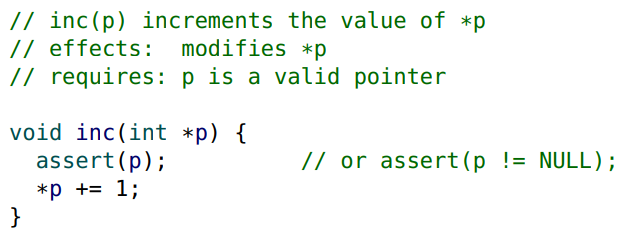 // inc(p) increments the value of *p
// effects:  modifies *p
// requires: p is a valid pointer

void inc(int *p) {
  assert(p);          // or assert(p != NULL);
  *p += 1;
}